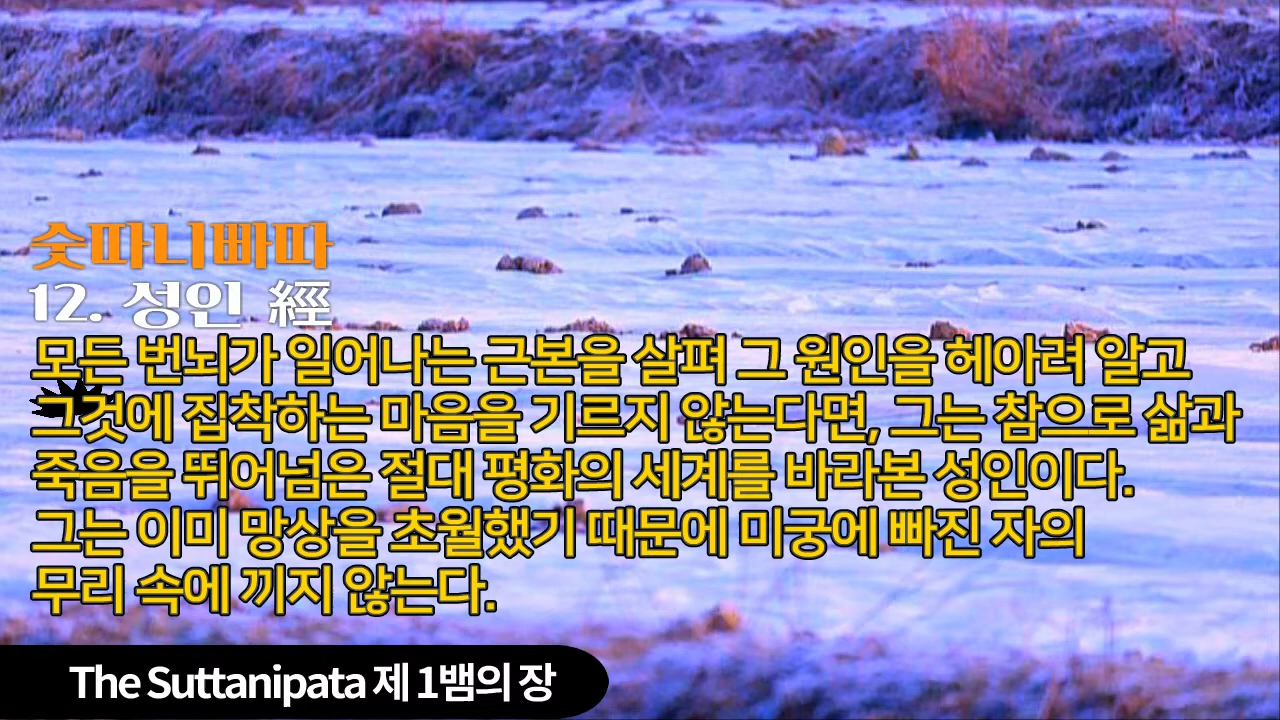 숫따니빠따
12. 성인 經
모든 번뇌가 일어나는 근본을 살펴 그 원인을 헤아려 알고
그것에 집착하는 마음을 기르지 않는다면, 그는 참으로 삶과
죽음을 뛰어넘은 절대 평화의 세계를 바라본 성인이다.
그는 이미 망상을 초월했기 때문에 미궁에 빠진 자의
무리 속에 끼지 않는다.
The Suttanipata 제 1뱀의 장